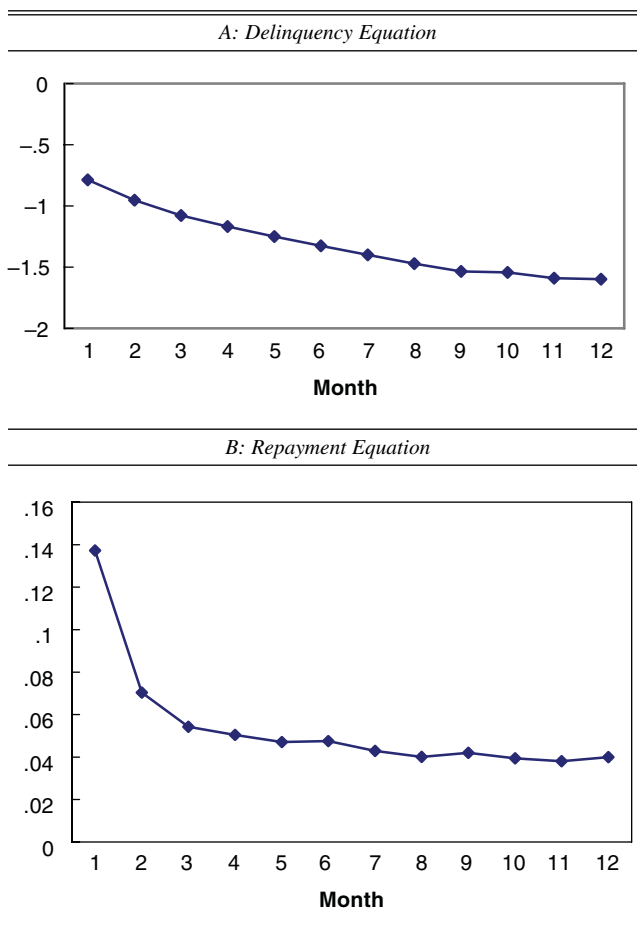 A: Delinquency Equation
0
–.5
–1
–1.5
–2
1 2 3 4 5 6 7 8 9 10 11 12
Month
B: Repayment Equation
.16
.14
.12
.1
.08
.06
.04
.02
0
1 2 3 4 5 6 7 8 9 10 11 12
Month